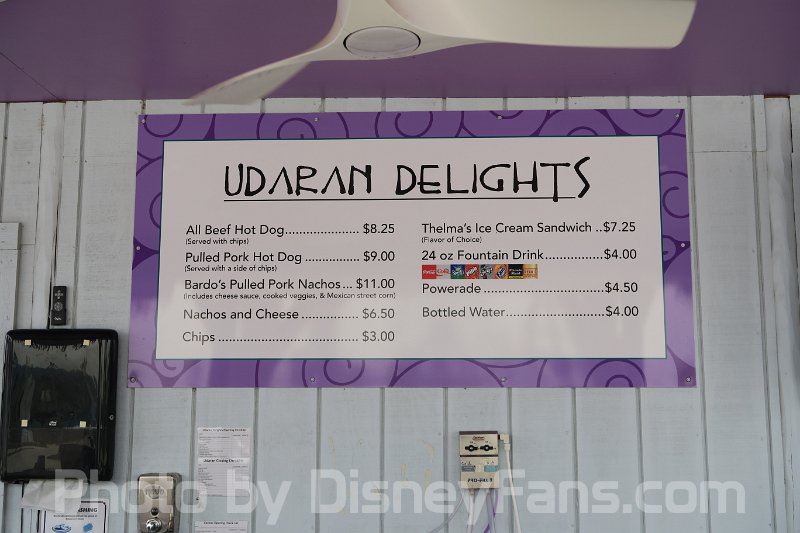 UDARAN DELIGHTS
All Beef Hot Dog..................... $8.25
(Served with chips)
Pulled Pork Hot Dog ................ $9.00
(Served with a side of chips)
Bardo's Pulled Pork Nachos ... $11.00
(Includes cheese sauce, cooked veggies, & Mexican street corn)
Nachos and Cheese ................ $6.50
Chips ........................................ $3.00
Thelma's Ice Cream Sandwich ..$7.25
(Flavor of Choice)
24 oz Fountain Drink.................$4.00
Powerade ...................................$4.50
Bottled Water.............................$4.00
PRO-FILL
Photo by DisneyFans.com